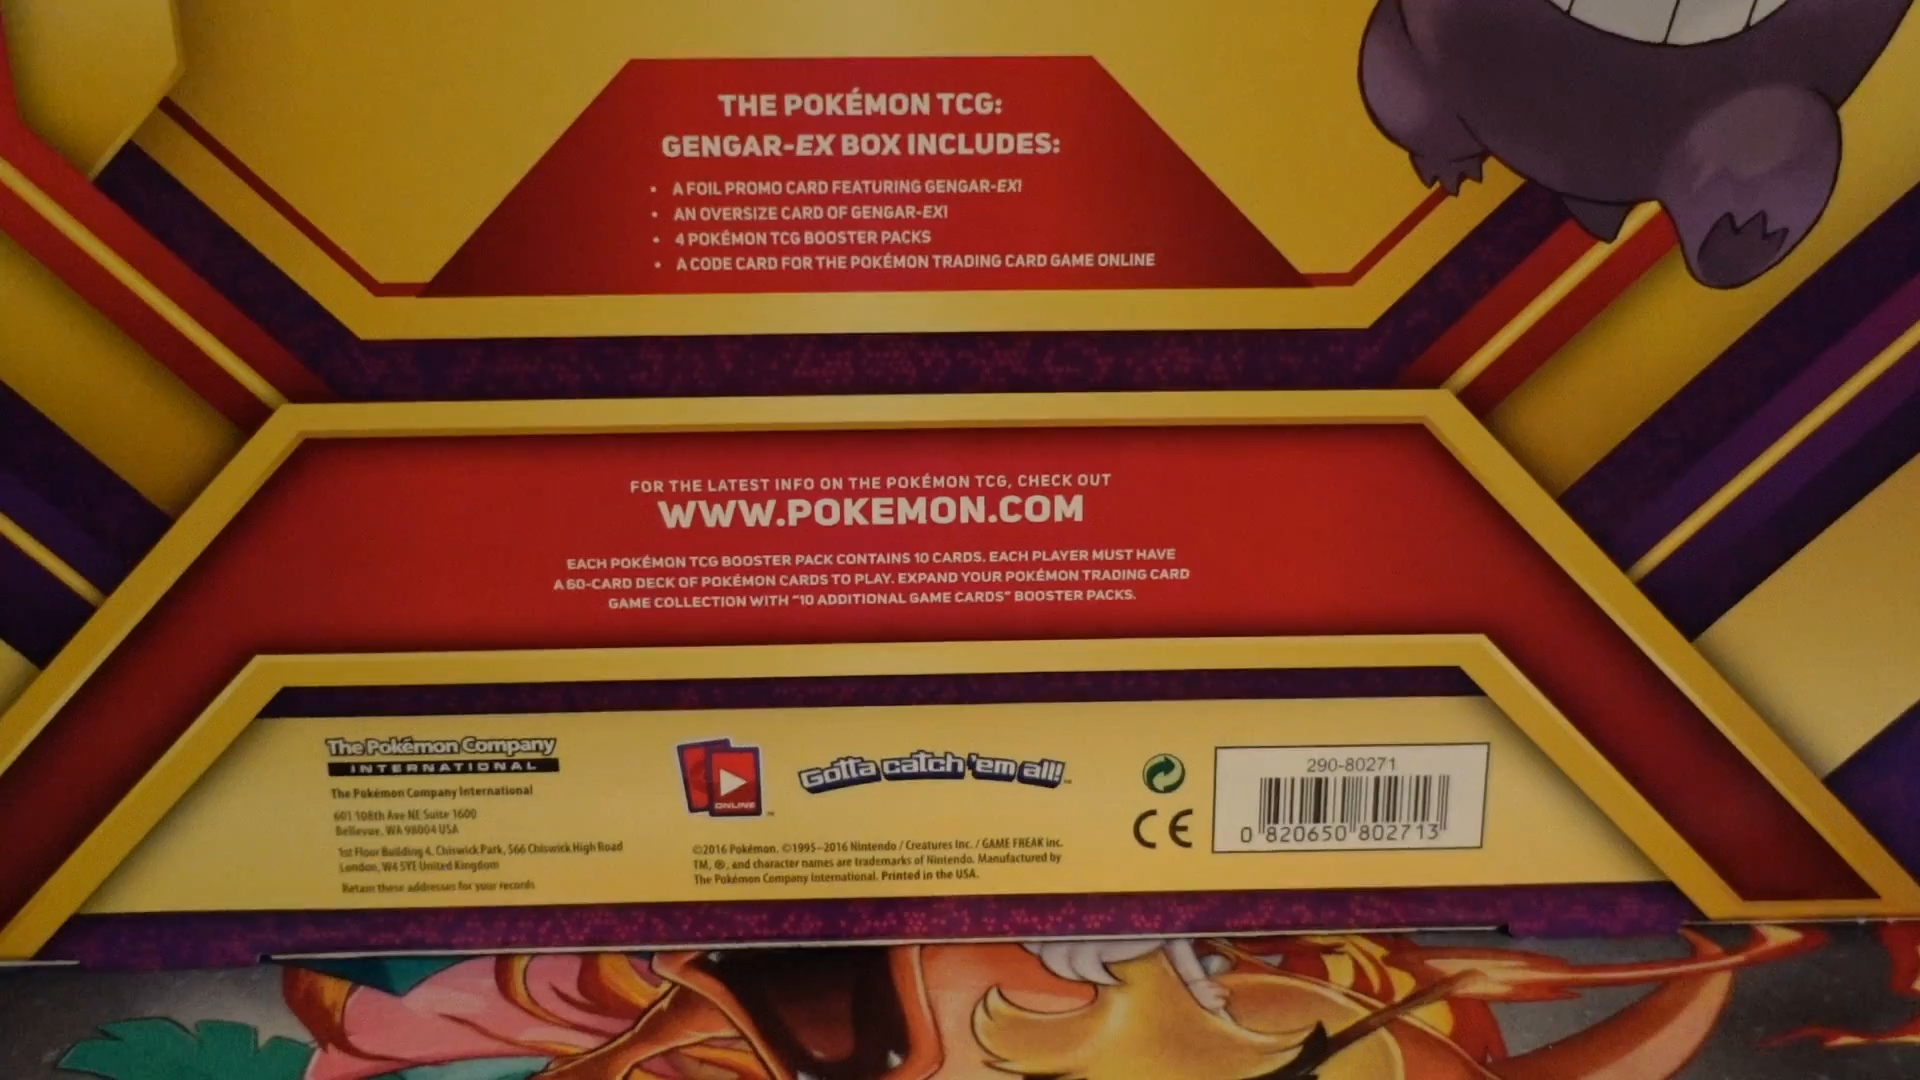 THE POKÉMON TCG:
GENGAR-EX BOX INCLUDES:
• A FOIL PROMO CARD FEATURING GENGAR-EX!
• AN OVERSIZE CARD OF GENGAR-EX!
• 4 POKÉMON TCG BOOSTER PACKS
• A CODE CARD FOR THE POKÉMON TRADING CARD GAME ONLINE
FOR THE LATEST INFO ON THE POKÉMON TCG, CHECK OUT
WWW.POKEMON.COM
EACH POKÉMON TCG BOOSTER PACK CONTAINS 10 CARDS. EACH PLAYER MUST HAVE
A 60-CARD DECK OF POKÉMON CARDS TO PLAY. EXPAND YOUR POKÉMON TRADING CARD
GAME COLLECTION WITH "10 ADDITIONAL GAME CARDS" BOOSTER PACKS.
The Pokémon Company
INTERNATIONAL
The Pokémon Company International
601 108th Ave NE Suite 1600
Bellevue, WA 98004 USA
1st Floor Building 4, Chiswick Park, 566 Chiswick High Road
London, W4 5YE United Kingdom
Retain these addresses for your records
ONLINE ™
Gotta catch 'em all! ™
©2016 Pokémon. ©1995–2016 Nintendo / Creatures Inc. / GAME FREAK inc.
TM, ®, and character names are trademarks of Nintendo. Manufactured by
The Pokémon Company International. Printed in the USA.
CE
290-80271
0 820650 802713